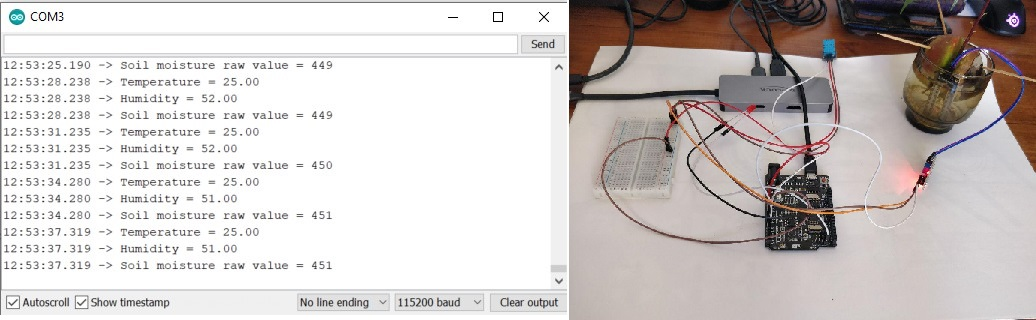 COM3
Send
12:53:25.190 -> Soil moisture raw value = 449
12:53:28.238 -> Temperature = 25.00
12:53:28.238 -> Humidity = 52.00
12:53:28.238 -> Soil moisture raw value = 449
12:53:31.235 -> Temperature = 25.00
12:53:31.235 -> Humidity = 52.00
12:53:31.235 -> Soil moisture raw value = 450
12:53:34.280 -> Temperature = 25.00
12:53:34.280 -> Humidity = 51.00
12:53:34.280 -> Soil moisture raw value = 451
12:53:37.319 -> Temperature = 25.00
12:53:37.319 -> Humidity = 51.00
12:53:37.319 -> Soil moisture raw value = 451
Autoscroll Show timestamp No line ending 115200 baud Clear output